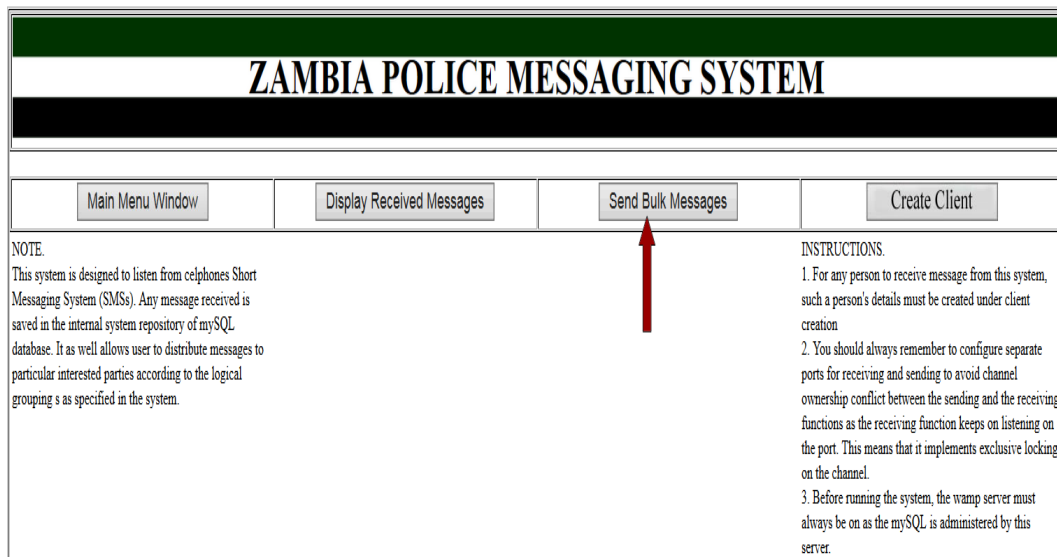 ZAMBIA POLICE MESSAGING SYSTEM
Main Menu Window
Display Received Messages
Send Bulk Messages
Create Client
NOTE.
This system is designed to listen from celphones Short
Messaging System (SMSs). Any message received is
saved in the internal system repository of mySQL
database. It as well allows user to distribute messages to
particular interested parties according to the logical
grouping s as specified in the system.
INSTRUCTIONS.
1. For any person to receive message from this system,
such a person's details must be created under client
creation
2. You should always remember to configure separate
ports for receiving and sending to avoid channel
ownership conflict between the sending and the receiving
functions as the receiving function keeps on listening on
the port. This means that it implements exclusive locking
on the channel.
3. Before running the system, the wamp server must
always be on as the mySQL is administered by this
server.